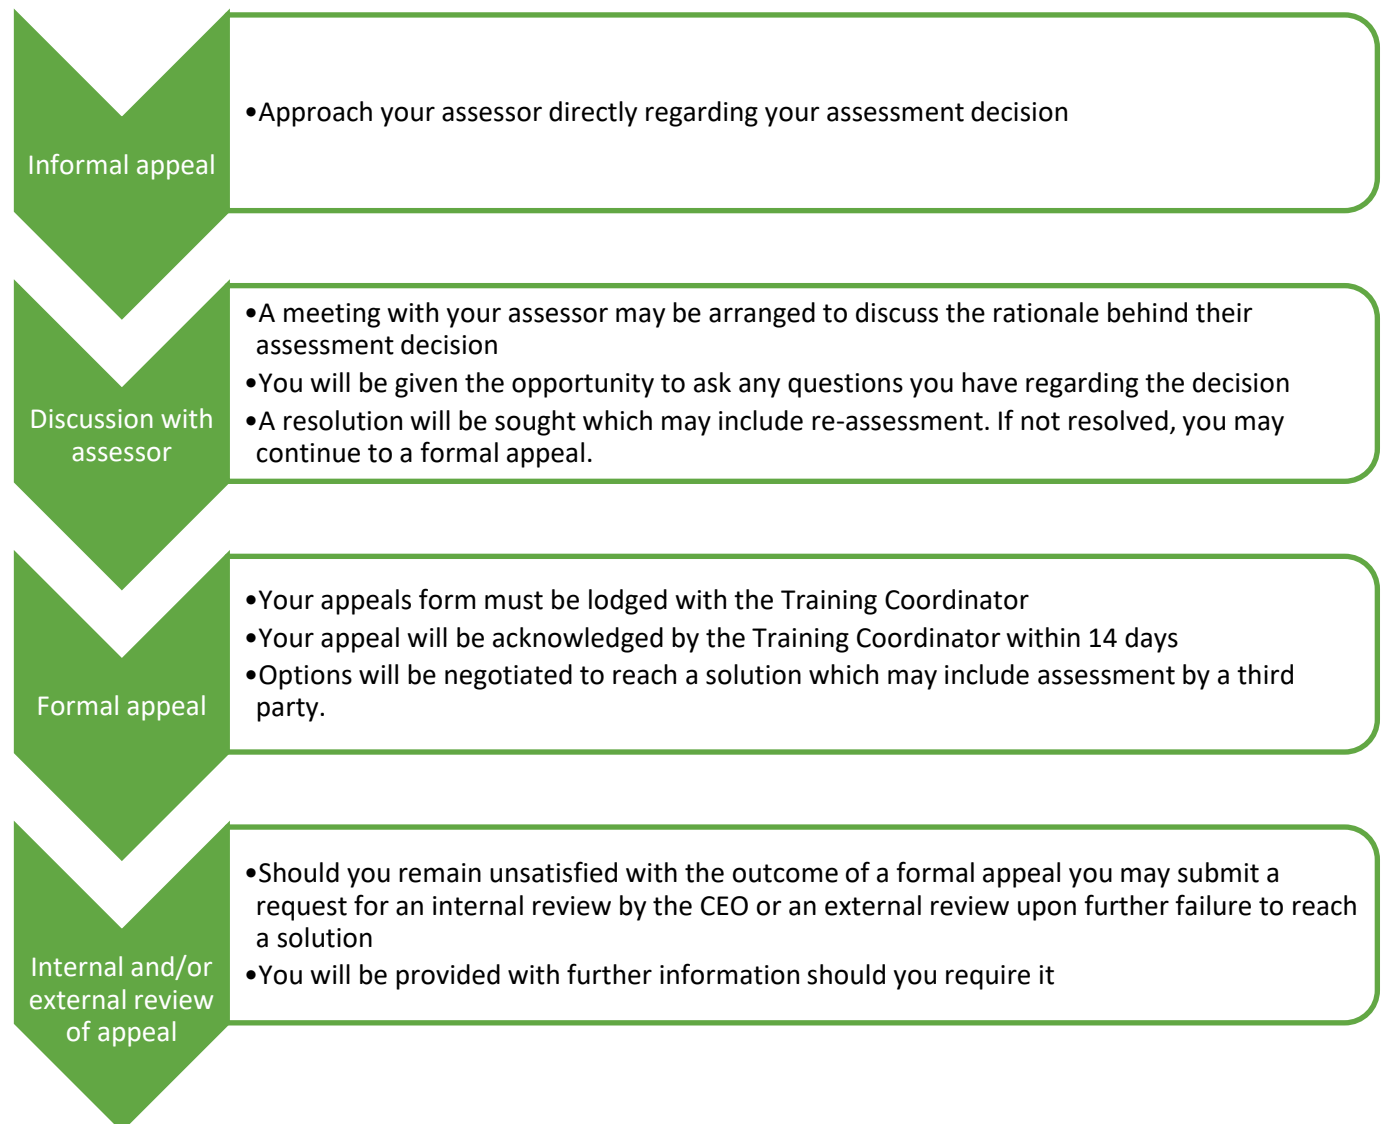 Informal appeal
•Approach your assessor directly regarding your assessment decision
Discussion with
assessor
•A meeting with your assessor may be arranged to discuss the rationale behind their
assessment decision
•You will be given the opportunity to ask any questions you have regarding the decision
•A resolution will be sought which may include re-assessment. If not resolved, you may
continue to a formal appeal.
Formal appeal
•Your appeals form must be lodged with the Training Coordinator
•Your appeal will be acknowledged by the Training Coordinator within 14 days
•Options will be negotiated to reach a solution which may include assessment by a third
party.
Internal and/or
external review
of appeal
•Should you remain unsatisfied with the outcome of a formal appeal you may submit a
request for an internal review by the CEO or an external review upon further failure to reach
a solution
•You will be provided with further information should you require it